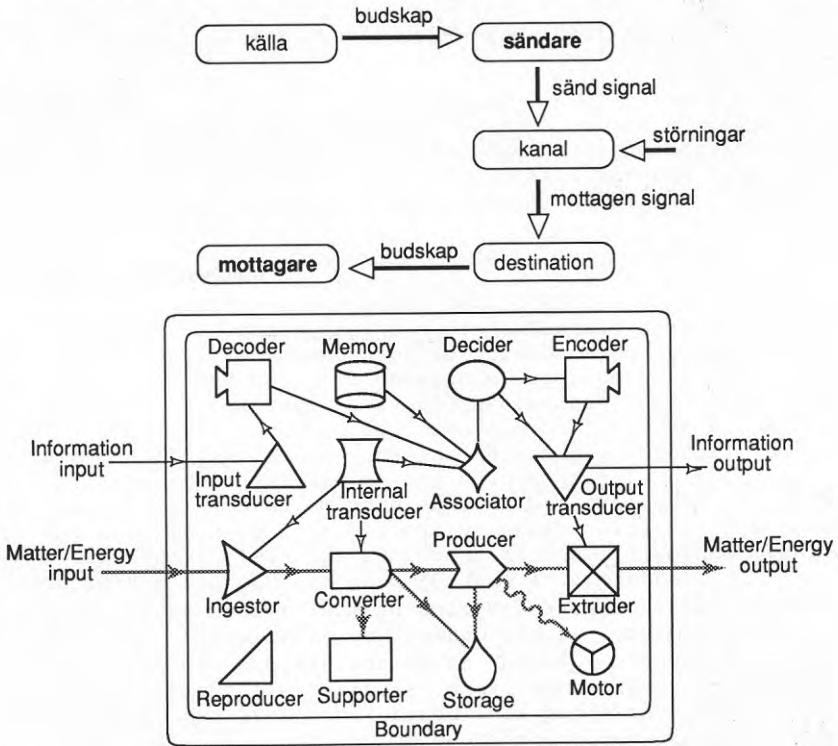 budskap
källa
sändare
sänd signal
kanal
störningar
mottagen signal
budskap
mottagare
destination
Decoder
Memory
Decider
Encoder
Information
input
Input
transducer
Internal
transducer
Associator
Output
transducer
Information
output
Matter/Energy
input
Ingestor
Converter
Producer
Extruder
Matter/Energy
output
Reproducer
Supporter
Storage
Motor
Boundary